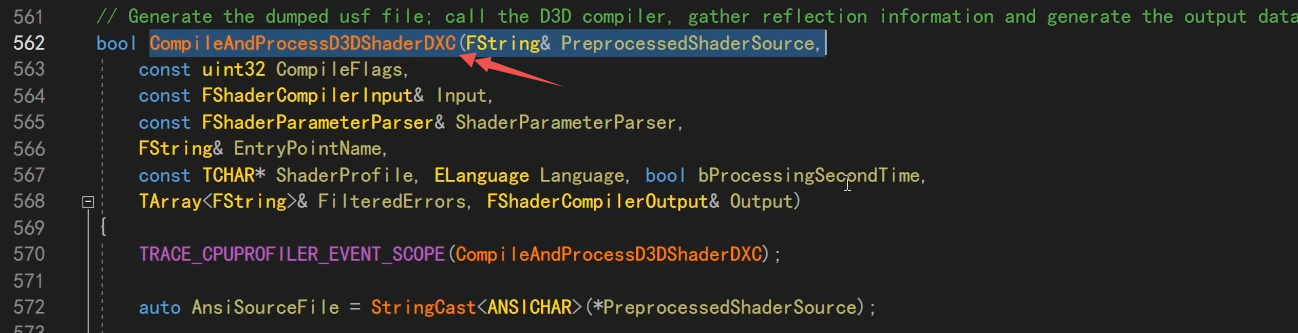 561 // Generate the dumped usf file; call the D3D compiler, gather reflection information and generate the output data
562 bool CompileAndProcessD3DShaderDXC(FString& PreprocessedShaderSource,
563 const uint32 CompileFlags,
564 const FShaderCompilerInput& Input,
565 const FShaderParameterParser& ShaderParameterParser,
566 FString& EntryPointName,
567 const TCHAR* ShaderProfile, ELanguage Language, bool bProcessingSecondTime,
568 TArray<FString>& FilteredErrors, FShaderCompilerOutput& Output)
569 {
570 TRACE_CPUPROFILER_EVENT_SCOPE(CompileAndProcessD3DShaderDXC);
571
572 auto AnsiSourceFile = StringCast<ANSICHAR>(*PreprocessedShaderSource);
573